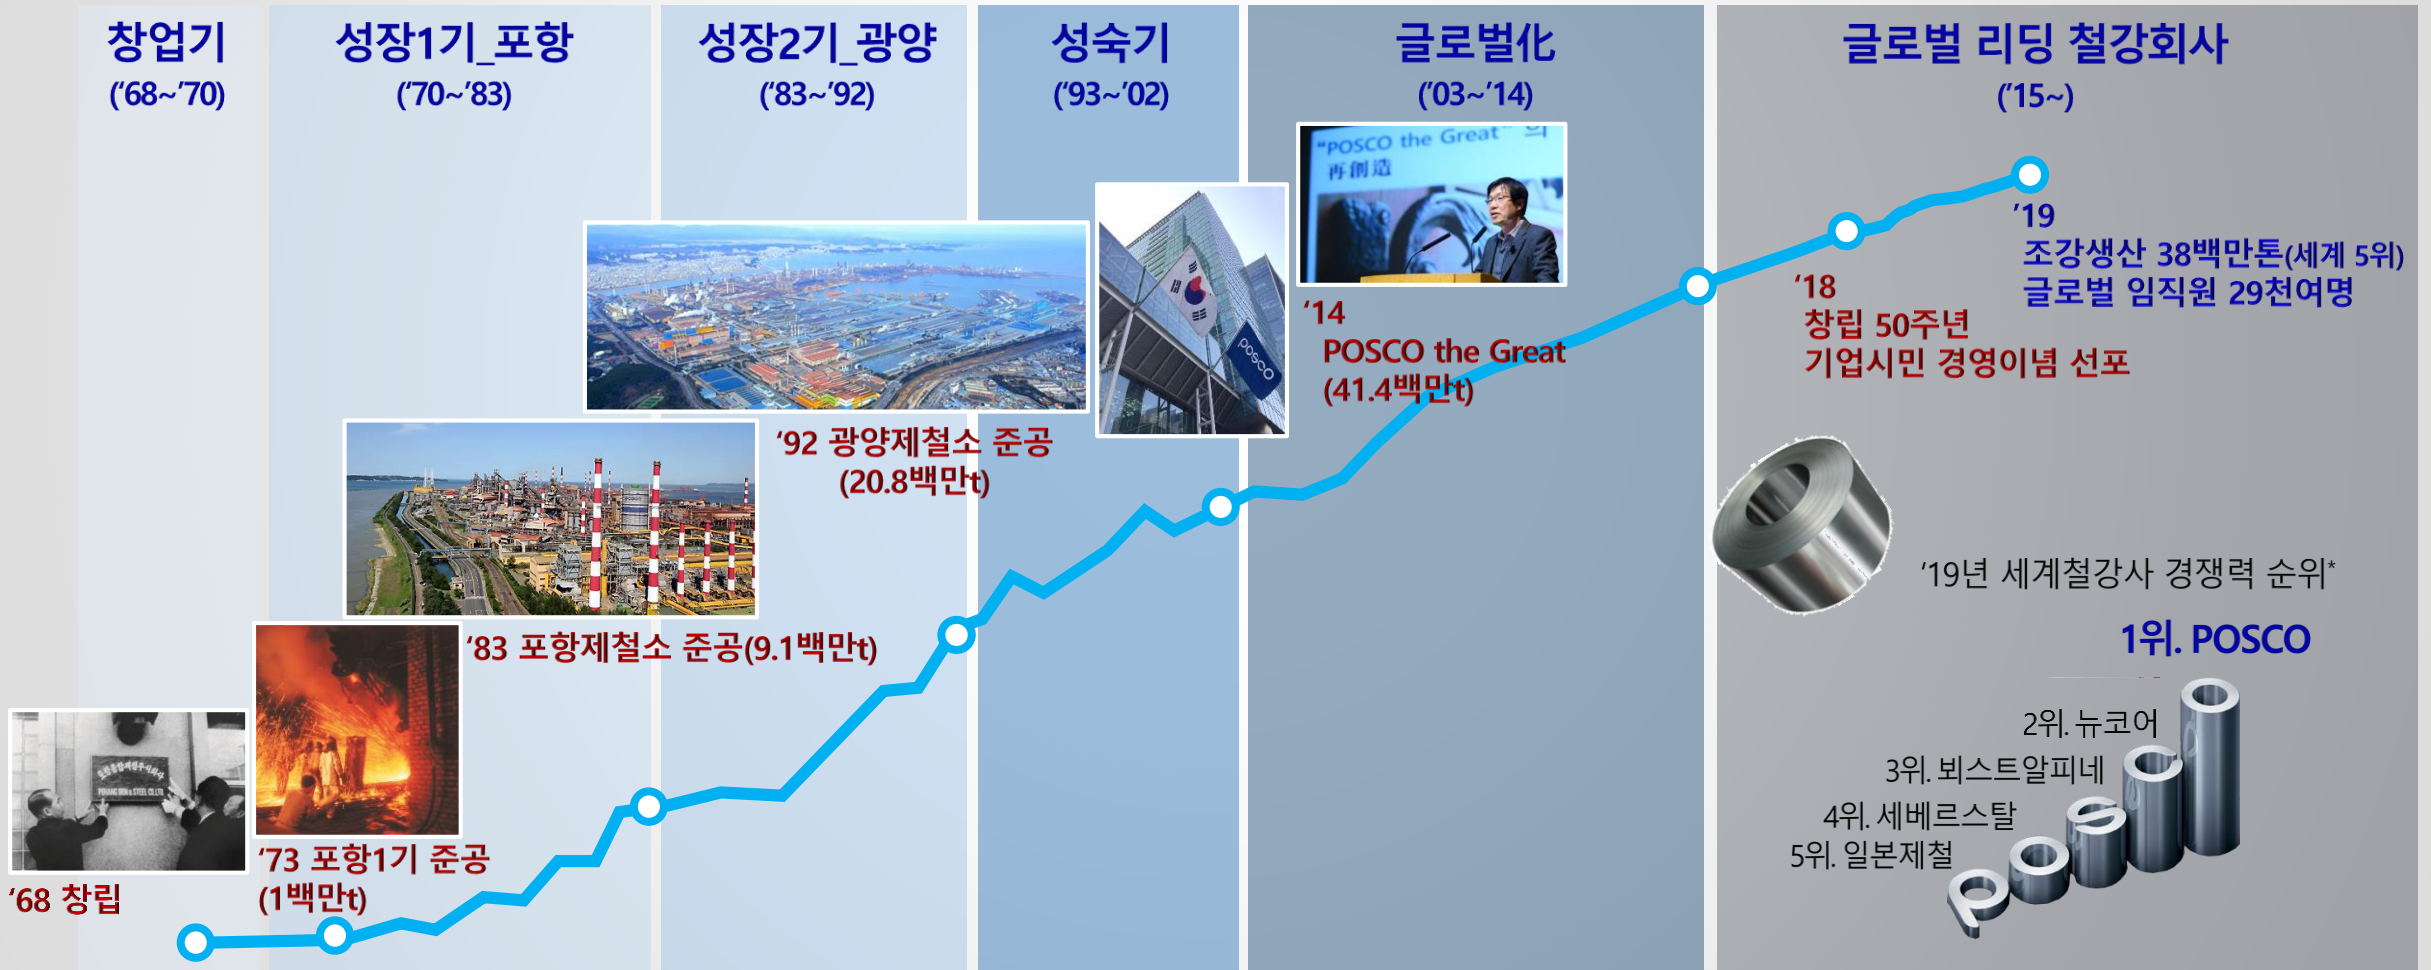 창업기
(‘68~’70)
성장1기_포항
(‘70~’83)
성장2기_광양
(‘83~’92)
성숙기
(‘93~’02)
글로벌化
(’03~’14)
글로벌 리딩 철강회사
(’15~)
‘68 창립
POHANG IRON & STEEL CO., LTD.
‘73 포항1기 준공
(1백만t)
‘83 포항제철소 준공(9.1백만t)
‘92 광양제철소 준공
(20.8백만t)
posco
“POSCO the Great” 의
再創造
‘14
POSCO the Great
(41.4백만t)
‘18
창립 50주년
기업시민 경영이념 선포
’19
조강생산 38백만톤(세계 5위)
글로벌 임직원 29천여명
‘19년 세계철강사 경쟁력 순위*
1위. POSCO
2위. 뉴코어
3위. 뵈스트알피네
4위. 세베르스탈
5위. 일본제철
posco